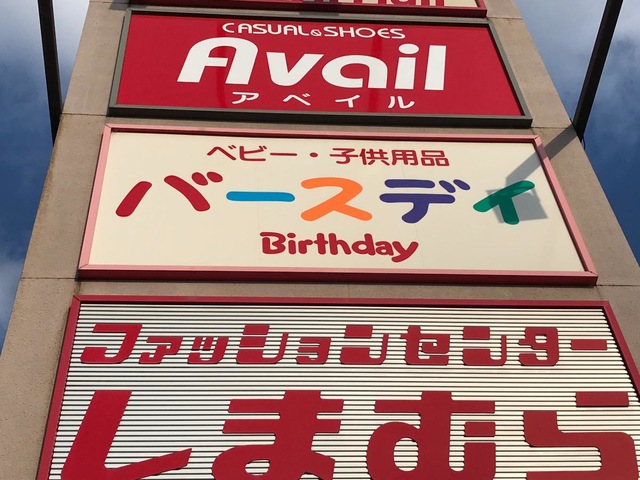 CASUAL&SHOES
Avail
アベイル
ベビー・子供用品
バースデイ
Birthday
ファッションセンター
しまむら